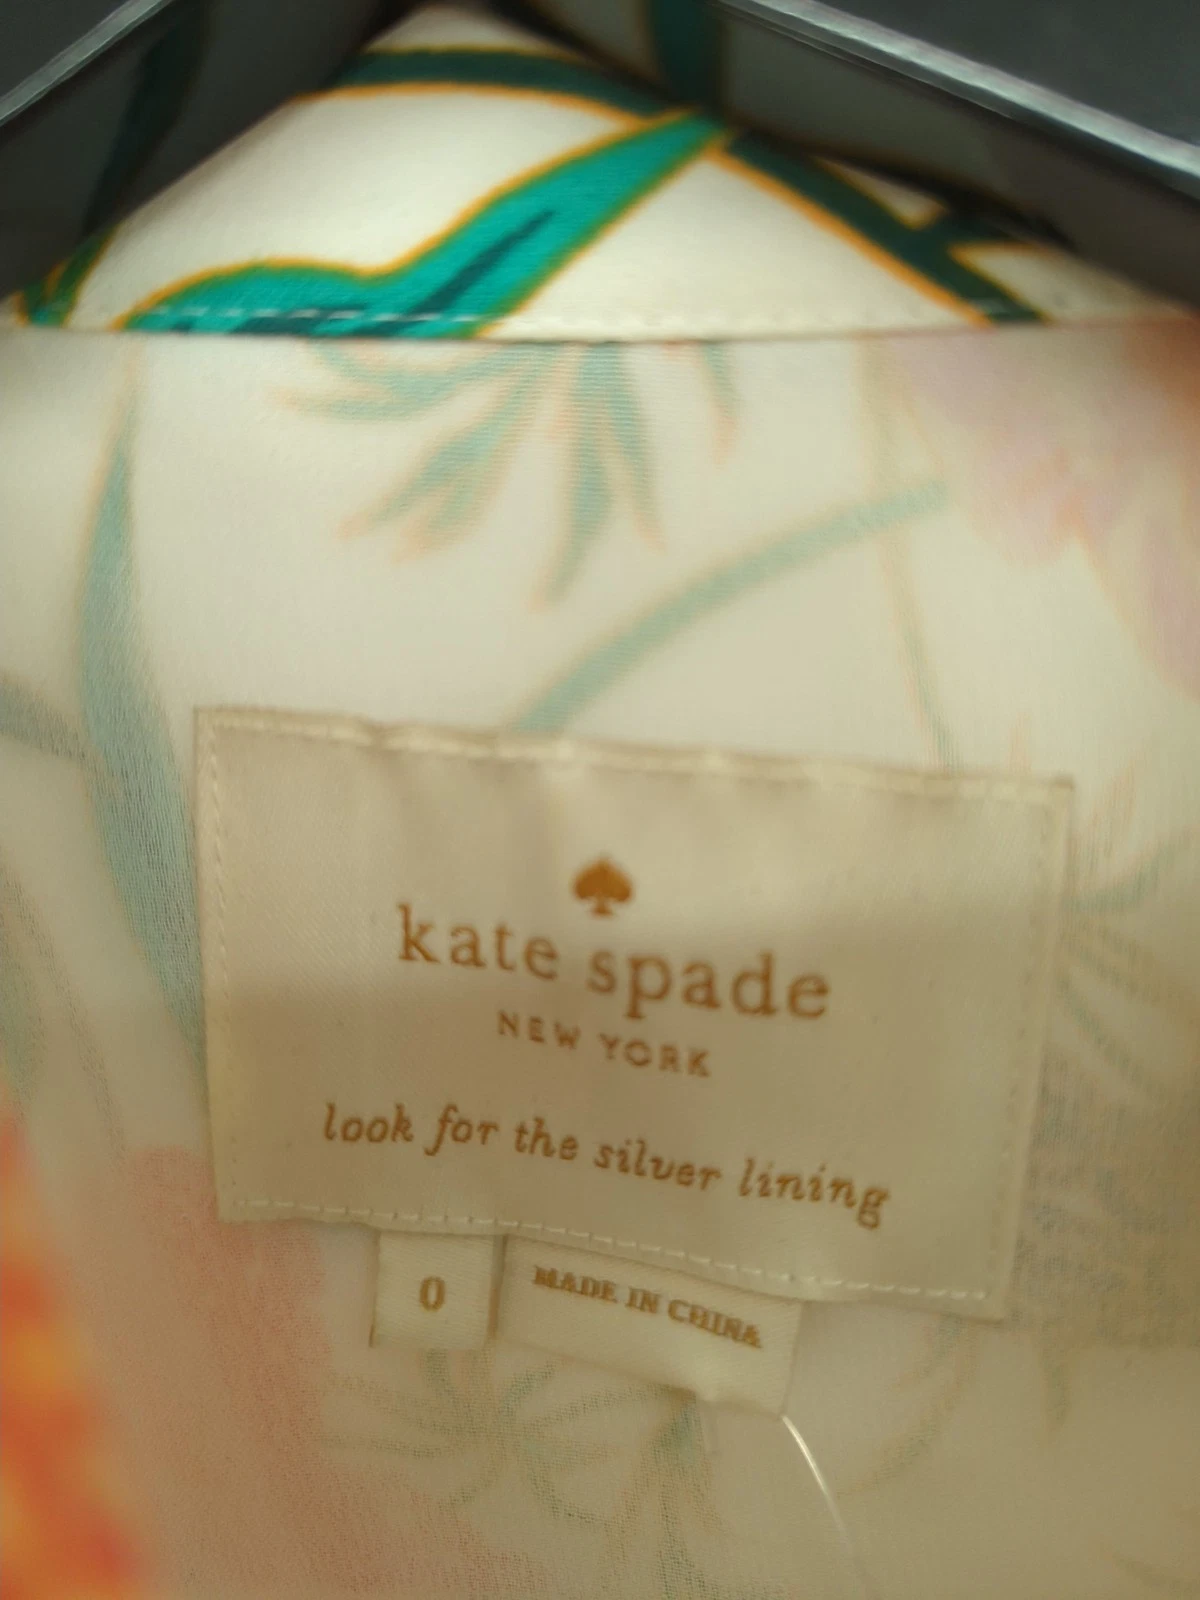 kate spade
NEW YORK
look for the silver lining
0
MADE IN CHINA